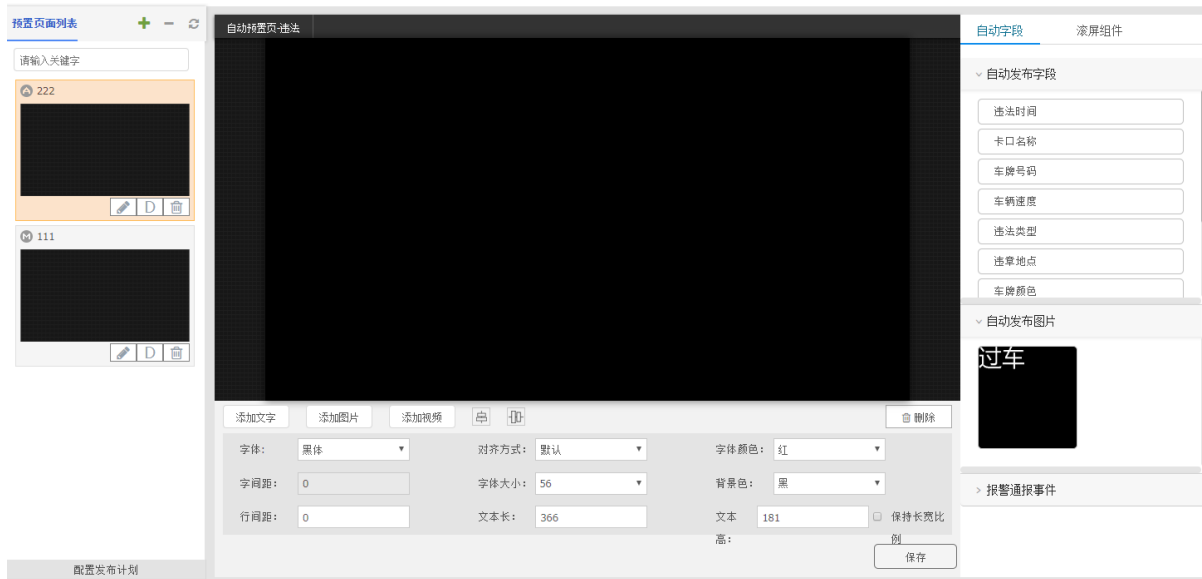 预置页面列表
请输入关键字
A 222
D
M 111
D
配置发布计划
自动预置页-违法
添加文字 添加图片 添加视频 删除
字体: 黑体 对齐方式: 默认 字体颜色: 红
字间距: 0 字体大小: 56 背景色: 黑
行间距: 0 文本长: 366 文本高: 181 保持长宽比例
保存
自动字段 滚屏组件
自动发布字段
违法时间
卡口名称
车牌号码
车辆速度
违法类型
违章地点
车牌颜色
自动发布图片
过车
报警通报事件